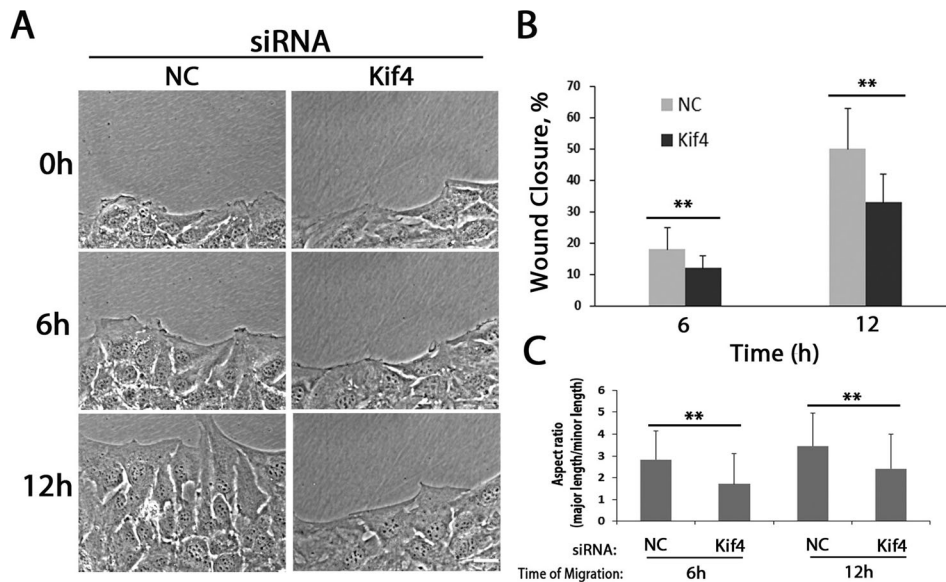 A
siRNA
NC Kif4
0h
6h
12h
B
Wound Closure, %
70
60
50
40
30
20
10
0
NC
Kif4
**
**
6 12
Time (h)
C
Aspect ratio
(major length/minor length)
6
5
4
3
2
1
0
**
**
siRNA: NC Kif4 NC Kif4
Time of Migration: 6h 12h